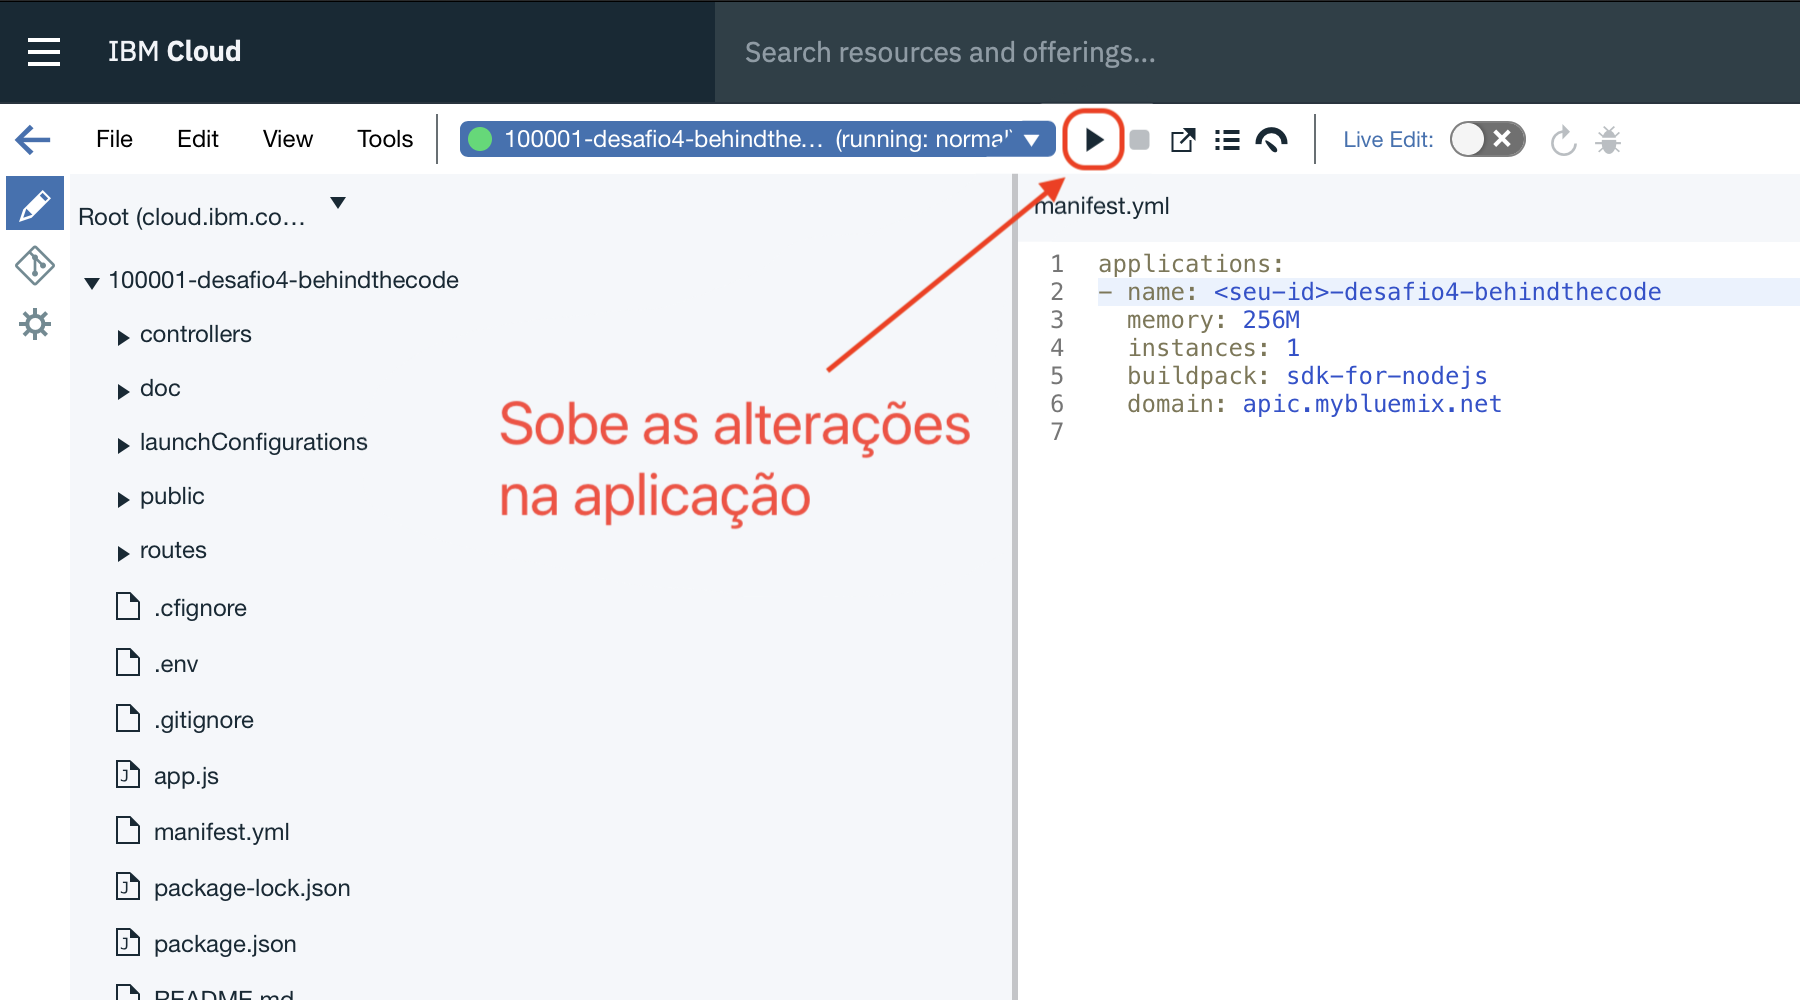 IBM Cloud
Search resources and offerings...
File Edit View Tools
100001-desafio4-behindthe... (running: normal)
Live Edit:
Root (cloud.ibm.co...
manifest.yml
100001-desafio4-behindthecode
controllers
doc
launchConfigurations
public
routes
.cfignore
.env
.gitignore
app.js
manifest.yml
package-lock.json
package.json
README.md
Sobe as alterações
na aplicação
1 applications:
2 - name: <seu-id>-desafio4-behindthecode
3 memory: 256M
4 instances: 1
5 buildpack: sdk-for-nodejs
6 domain: apic.mybluemix.net
7